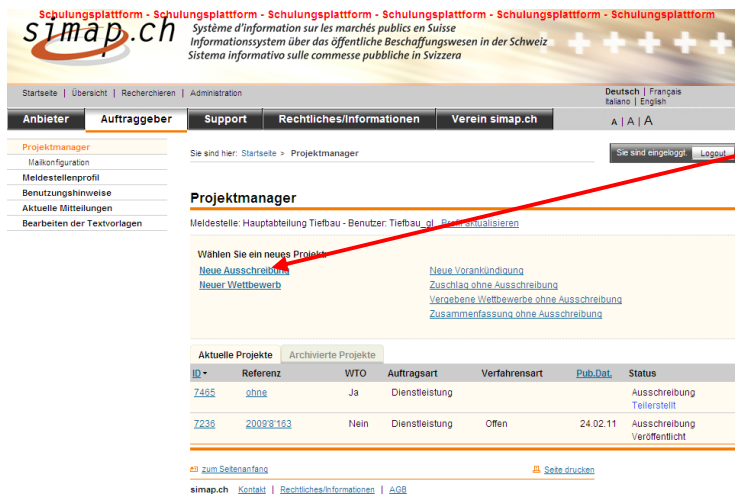 Schulungsplattform - Schulungsplattform - Schulungsplattform - Schulungsplattform - Schulungsplattform - Schulungsplattform - Schulungsplattform
simap.ch
Système d'information sur les marchés publics en Suisse
Informationssystem über das öffentliche Beschaffungswesen in der Schweiz
Sistema informativo sulle commesse pubbliche in Svizzera
Startseite | Übersicht | Recherchieren | Administration
Deutsch | Français
Italiano | English
Anbieter Auftraggeber Support Rechtliches/Informationen Verein simap.ch
A | A | A
Projektmanager
Mailkonfiguration
Meldestellenprofil
Benutzungshinweise
Aktuelle Mitteilungen
Bearbeiten der Textvorlagen
Sie sind hier: Startseite > Projektmanager
Sie sind eingeloggt. Logout
Projektmanager
Meldestelle: Hauptabteilung Tiefbau - Benutzer: Tiefbau_gl Profil aktualisieren
Wählen Sie ein neues Projekt:
Neue Ausschreibung
Neuer Wettbewerb
Neue Vorankündigung
Zuschlag ohne Ausschreibung
Vergebene Wettbewerbe ohne Ausschreibung
Zusammenfassung ohne Ausschreibung
Aktuelle Projekte Archivierte Projekte
ID Referenz WTO Auftragsart Verfahrensart Pub.Dat. Status
7465 ohne Ja Dienstleistung Ausschreibung
Teilerstellt
7236 2009'8'163 Nein Dienstleistung Offen 24.02.11 Ausschreibung
Veröffentlicht
zum Seitenanfang
Seite drucken
simap.ch Kontakt | Rechtliches/Informationen | AGB